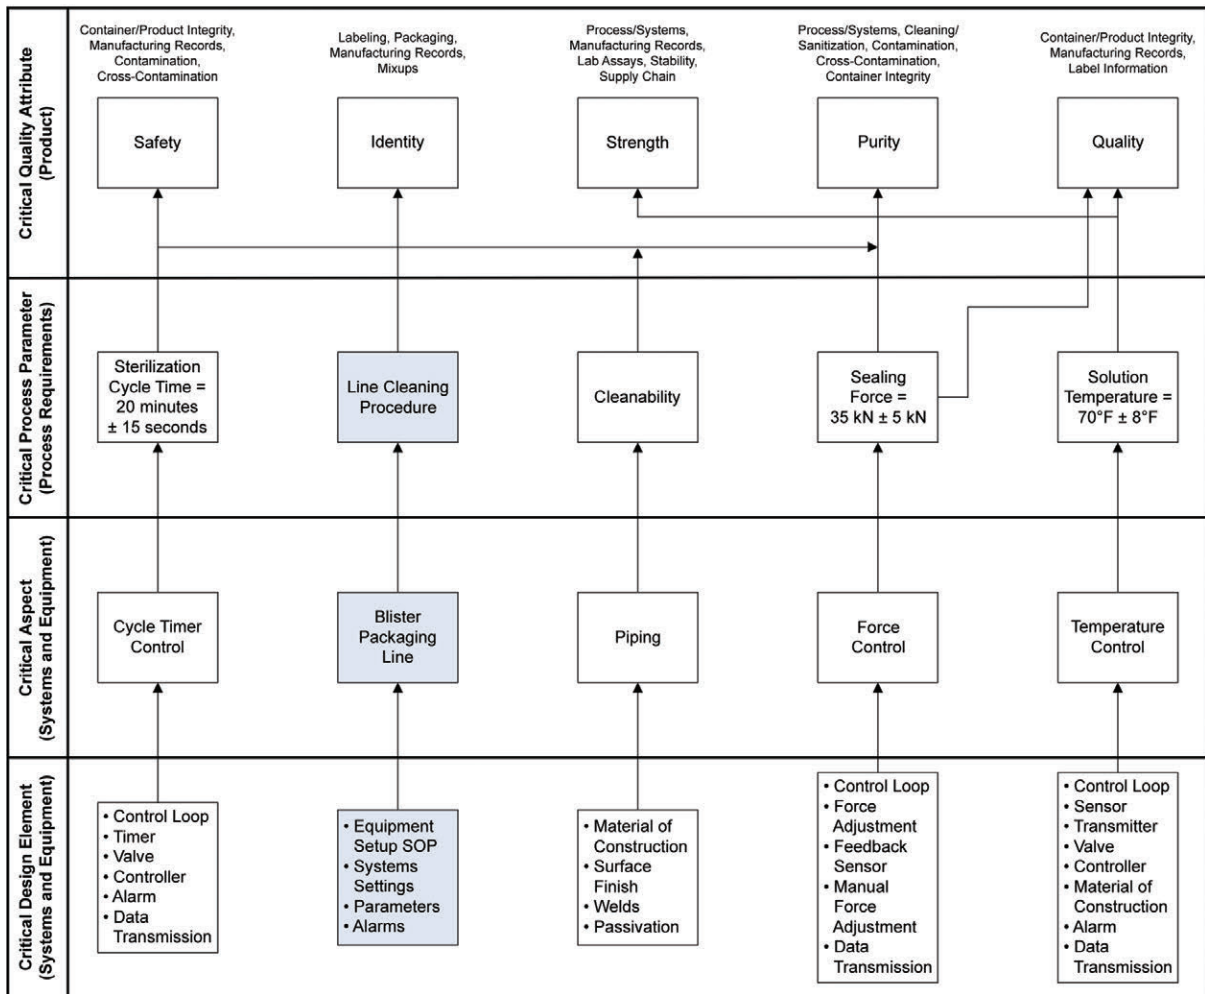 Critical Quality Attribute
(Product)
Container/Product Integrity,
Manufacturing Records,
Contamination,
Cross-Contamination
Labeling, Packaging,
Manufacturing Records,
Mixups
Process/Systems,
Manufacturing Records,
Lab Assays, Stability,
Supply Chain
Process/Systems, Cleaning/
Sanitization, Contamination,
Cross-Contamination,
Container Integrity
Container/Product Integrity,
Manufacturing Records,
Label Information
Safety
Identity
Strength
Purity
Quality
Critical Process Parameter
(Process Requirements)
Sterilization
Cycle Time =
20 minutes
± 15 seconds
Line Cleaning
Procedure
Cleanability
Sealing
Force =
35 kN ± 5 kN
Solution
Temperature =
70°F ± 8°F
Critical Aspect
(Systems and Equipment)
Cycle Timer
Control
Blister
Packaging
Line
Piping
Force
Control
Temperature
Control
Critical Design Element
(Systems and Equipment)
• Control Loop
• Timer
• Valve
• Controller
• Alarm
• Data
Transmission
• Equipment
Setup SOP
• Systems
Settings
• Parameters
• Alarms
• Material of
Construction
• Surface
Finish
• Welds
• Passivation
• Control Loop
• Force
Adjustment
• Feedback
Sensor
• Manual
Force
Adjustment
• Data
Transmission
• Control Loop
• Sensor
• Transmitter
• Valve
• Controller
• Material of
Construction
• Alarm
• Data
Transmission